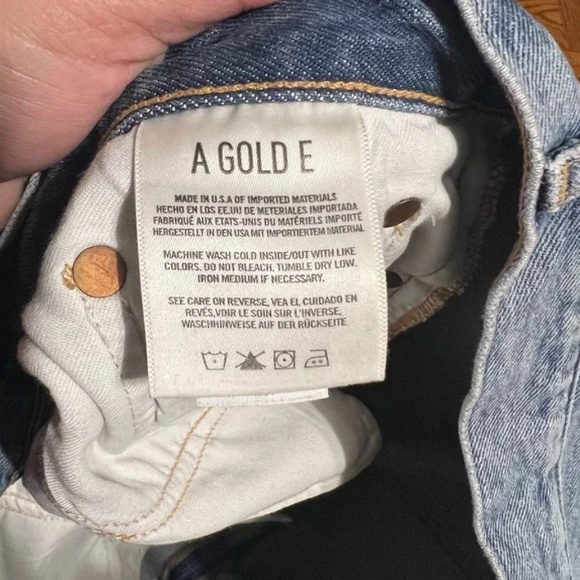 A GOLD E
MADE IN U.S.A OF IMPORTED MATERIALS.
HECHO EN LOS EE.UU DE METERIALES IMPORTADA
FABRIQUÉ AUX ETATS-UNIS DU MATÉRIELS IMPORTÉ
HERGESTELLT IN DEN USA MIT IMPORTIERTEM MATERIAL
MACHINE WASH COLD INSIDE/OUT WITH LIKE
COLORS. DO NOT BLEACH. TUMBLE DRY LOW.
IRON MEDIUM IF NECESSARY.
SEE CARE ON REVERSE, VEA EL CUIDADO EN
REVÉS,VOIR LE SOIN SUR L'INVERSE,
WASCHHINWEISE AUF DER RÜCKSEITE